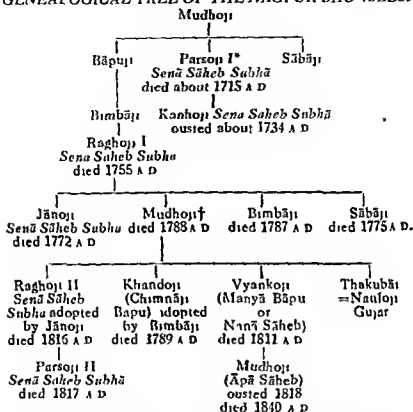 GENEALOGICAL TREE OF THE NAGPUR BHONSLES
Mudhoji
Bāpuji Parsoji I* Sābāji
Senā Sāheb Subhā
died about 1715 A D
Bimbāji Kanhoji Sena Sāheb Subhā
ousted about 1734 A D
Raghoji I
Sena Saheb Subha
died 1755 A D
Jānoji Mudhoji† Bimbāji Sābāji
Senā Sāheb Subha died 1788 A D died 1787 A D died 1775 A D.
died 1772 A D
Raghoji II Khandoji Vyankoji Thakubāi
Senā Sāheb (Chimnāji (Manyā Bāpu =Nauloji
Subha adopted Bapu) adopted or Gujar
by Jānoji by Bimbāji Nānā Sāheb)
died 1816 A D died 1789 A D died 1811 A D
Parsoji II Mudhoji
Senā Saheb Subhā (Āpā Sāheb)
died 1817 A D ousted 1818
died 1840 A D